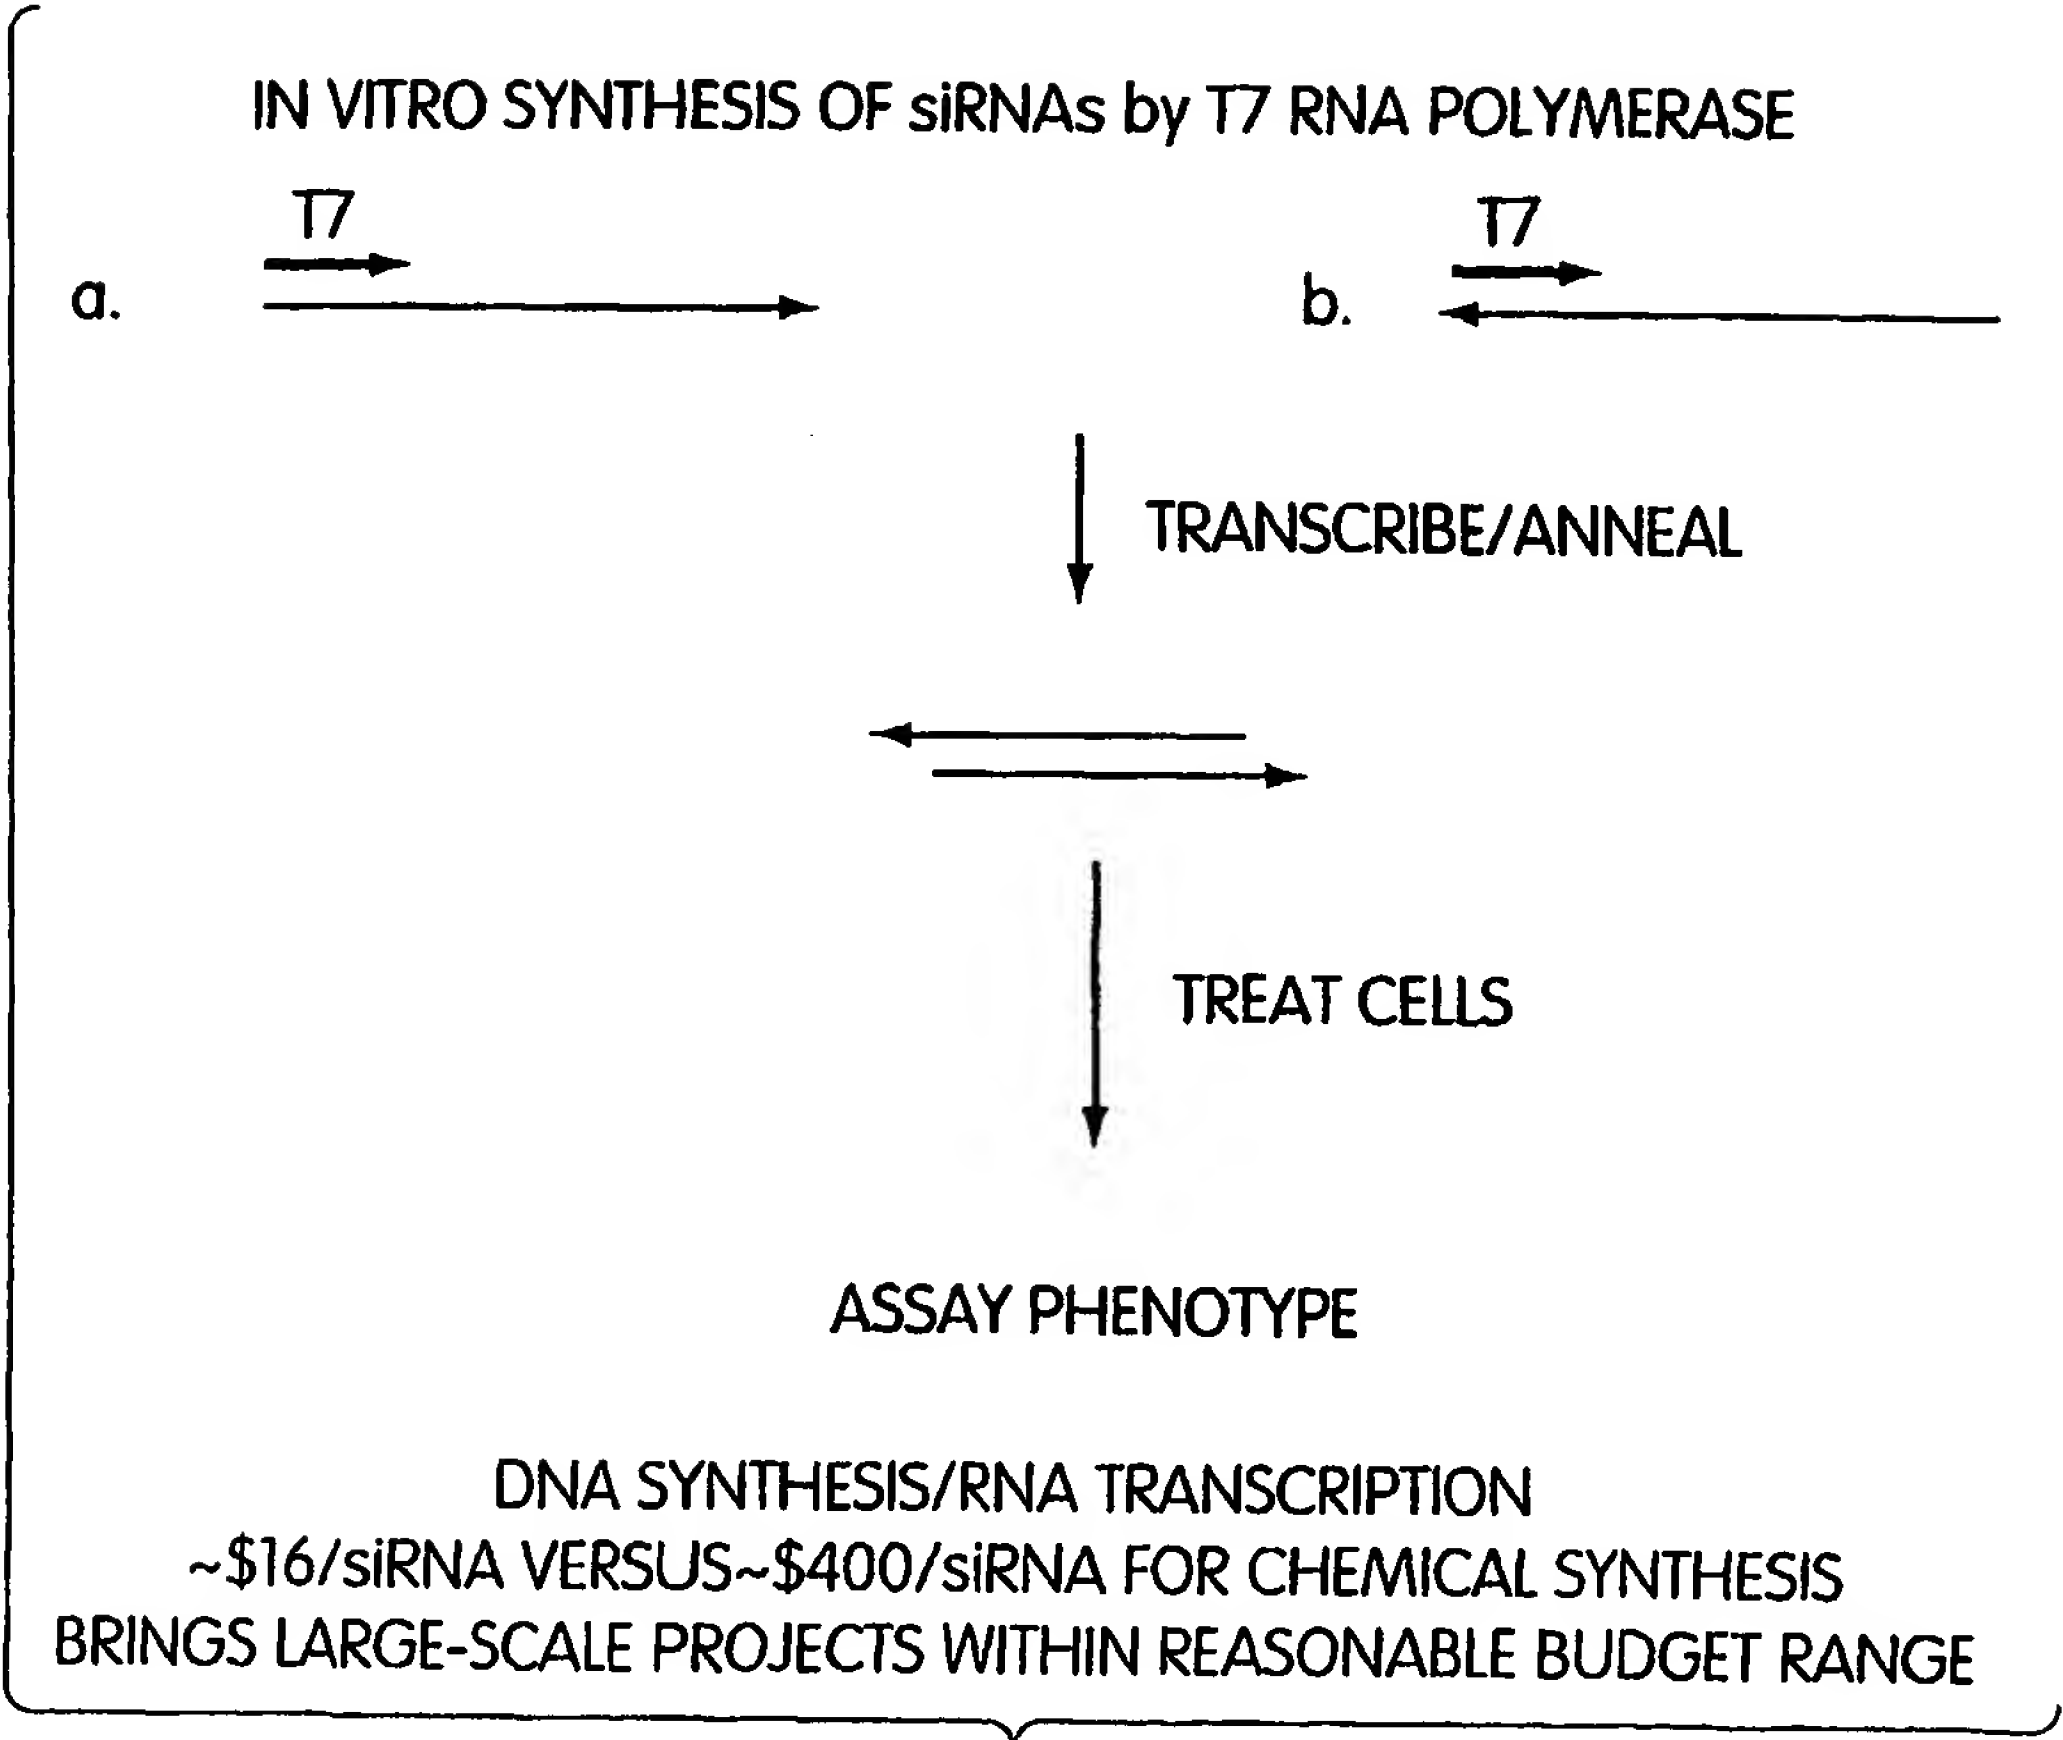 IN VITRO SYNTHESIS OF siRNAs by T7 RNA POLYMERASE
T7
T7
a.
b.
TRANSCRIBE/ANNEAL
TREAT CELLS
ASSAY PHENOTYPE
DNA SYNTHESIS/RNA TRANSCRIPTION
~$16/siRNA VERSUS~$400/siRNA FOR CHEMICAL SYNTHESIS
BRINGS LARGE-SCALE PROJECTS WITHIN REASONABLE BUDGET RANGE